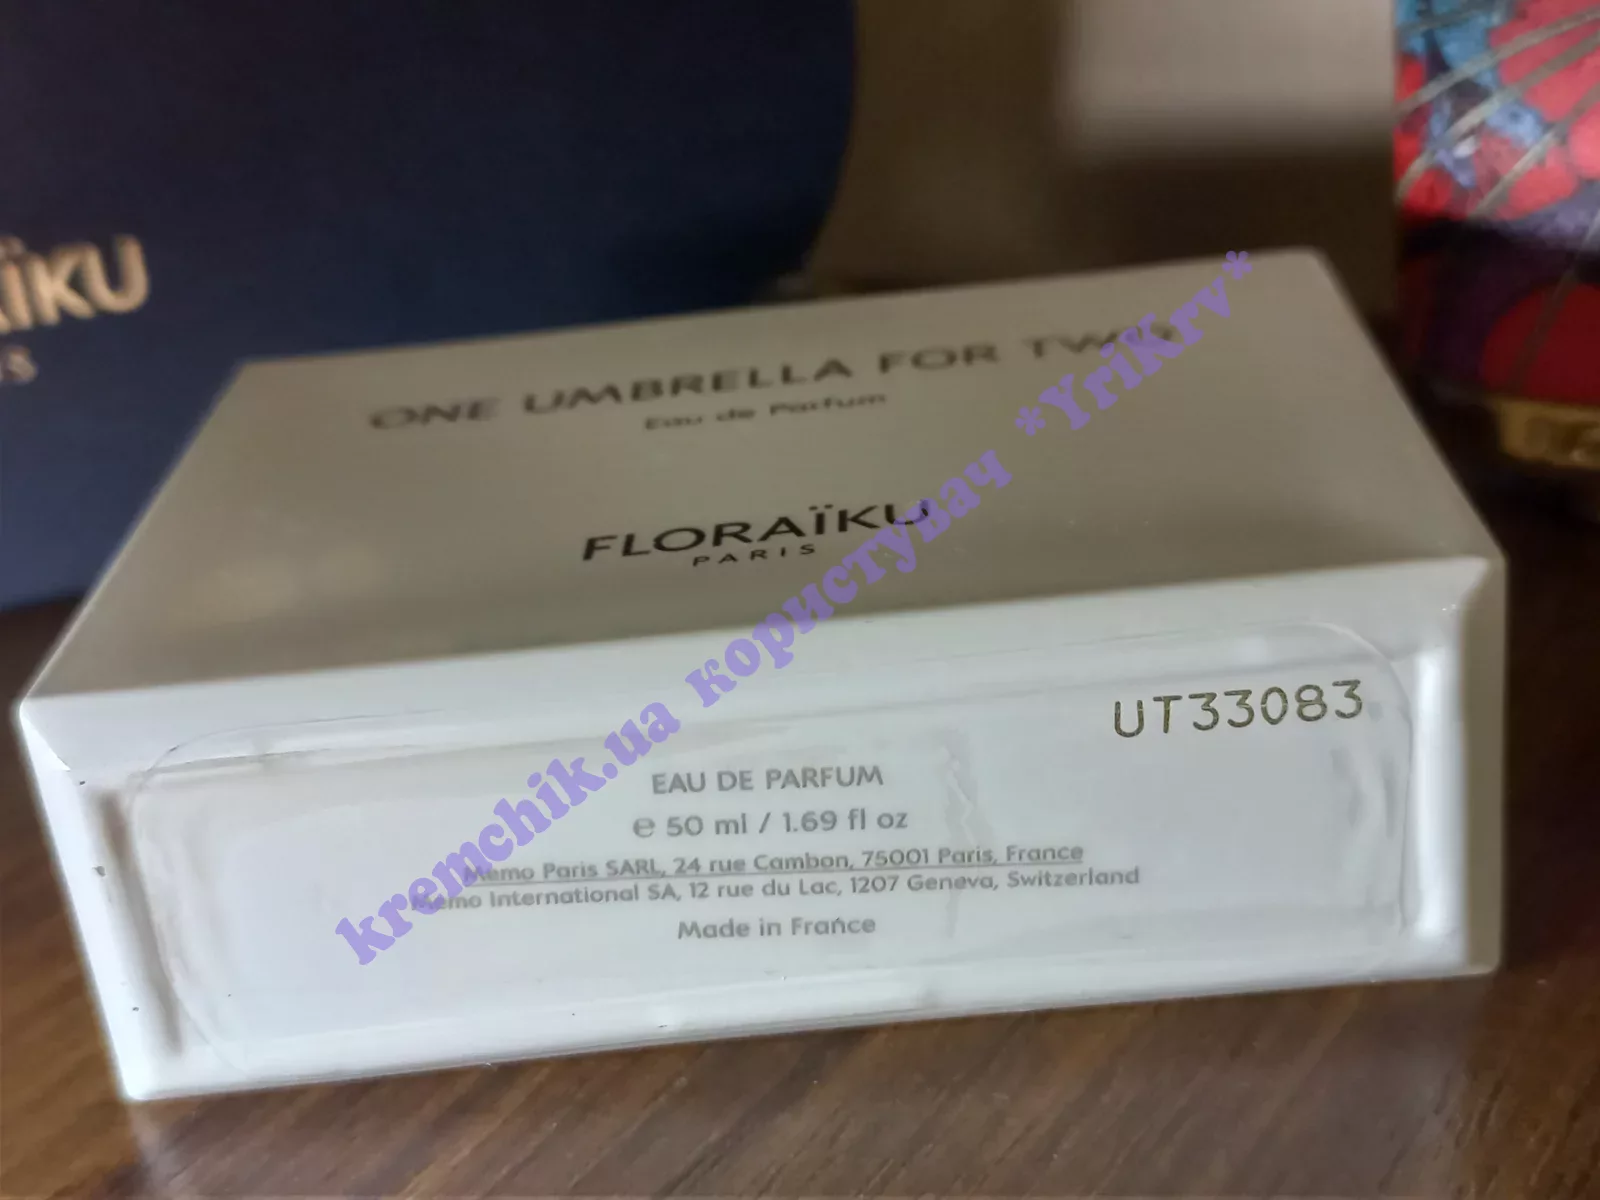 ÏKU
ONE UMBRELLA FOR TWO
Eau de Parfum
FLORAÏKU
PARIS
UT33083
EAU DE PARFUM
e 50 ml / 1.69 fl oz
Memo Paris SARL, 24 rue Cambon, 75001 Paris, France
Memo International SA, 12 rue du Lac, 1207 Geneva, Switzerland
Made in France
kremchik.ua користувач *YriKrv*